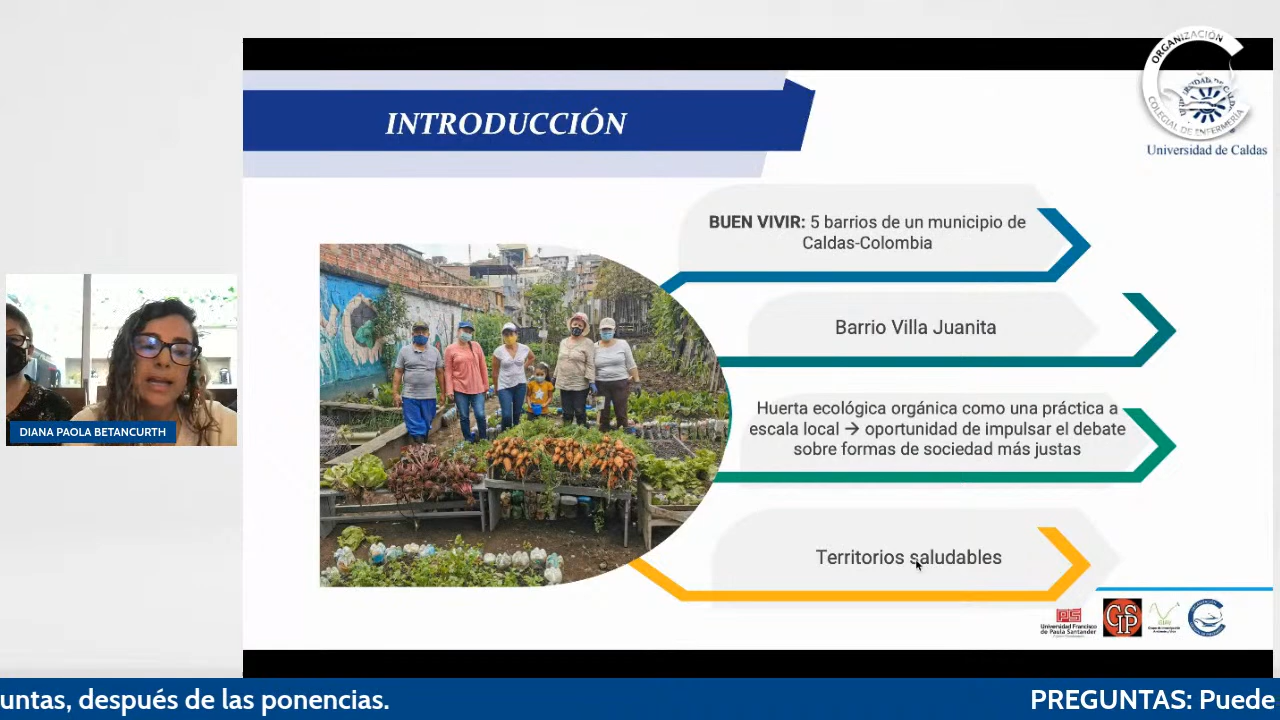 INTRODUCCIÓN
ORGANIZACIÓN
COLEGIAL DE ENFERMERÍA
Universidad de Caldas
BUEN VIVIR: 5 barrios de un municipio de
Caldas-Colombia
Barrio Villa Juanita
Huerta ecológica orgánica como una práctica a
escala local → oportunidad de impulsar el debate
sobre formas de sociedad más justas
Territorios saludables
DIANA PAOLA BETANCURTH
Universidad Francisco
de Paula Santander
untas, después de las ponencias.
PREGUNTAS: Puede